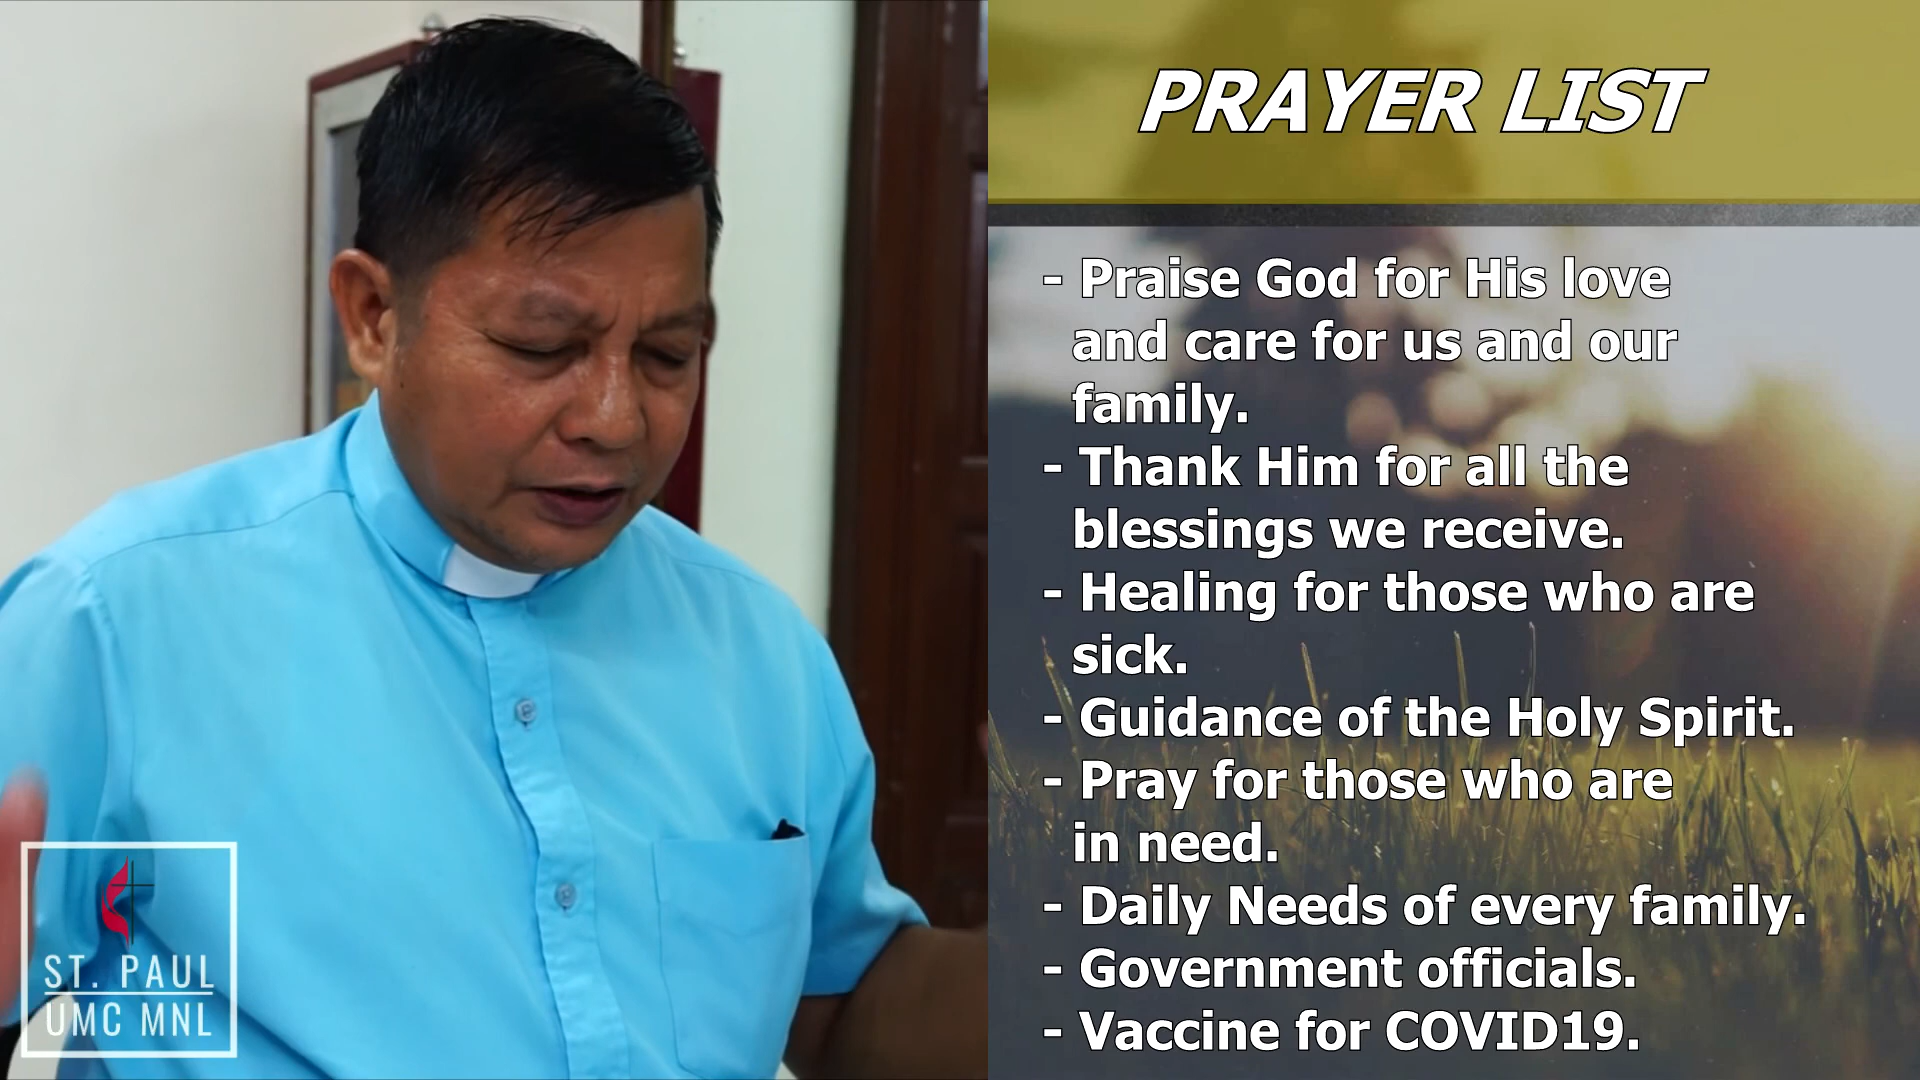 PRAYER LIST
- Praise God for His love
and care for us and our
family.
- Thank Him for all the
blessings we receive.
- Healing for those who are
sick.
- Guidance of the Holy Spirit.
- Pray for those who are
in need.
- Daily Needs of every family.
- Government officials.
- Vaccine for COVID19.
ST. PAUL
UMC MNL